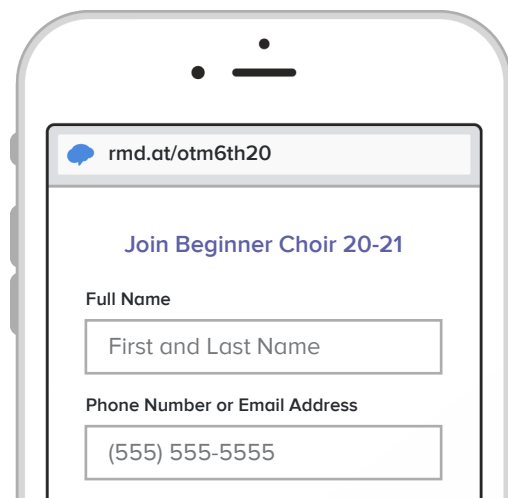 rmd.at/otm6th20
Join Beginner Choir 20-21
Full Name
First and Last Name
Phone Number or Email Address
(555) 555-5555